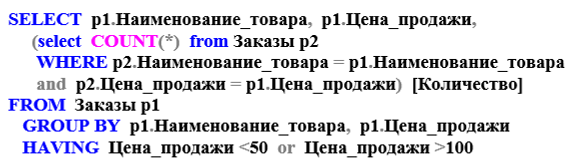 SELECT p1.Наименование_товара, p1.Цена_продажи,
(select COUNT(*) from Заказы p2
WHERE p2.Наименование_товара = p1.Наименование_товара
and p2.Цена_продажи = p1.Цена_продажи) [Количество]
FROM Заказы p1
GROUP BY p1.Наименование_товара, p1.Цена_продажи
HAVING Цена_продажи <50 or Цена_продажи >100